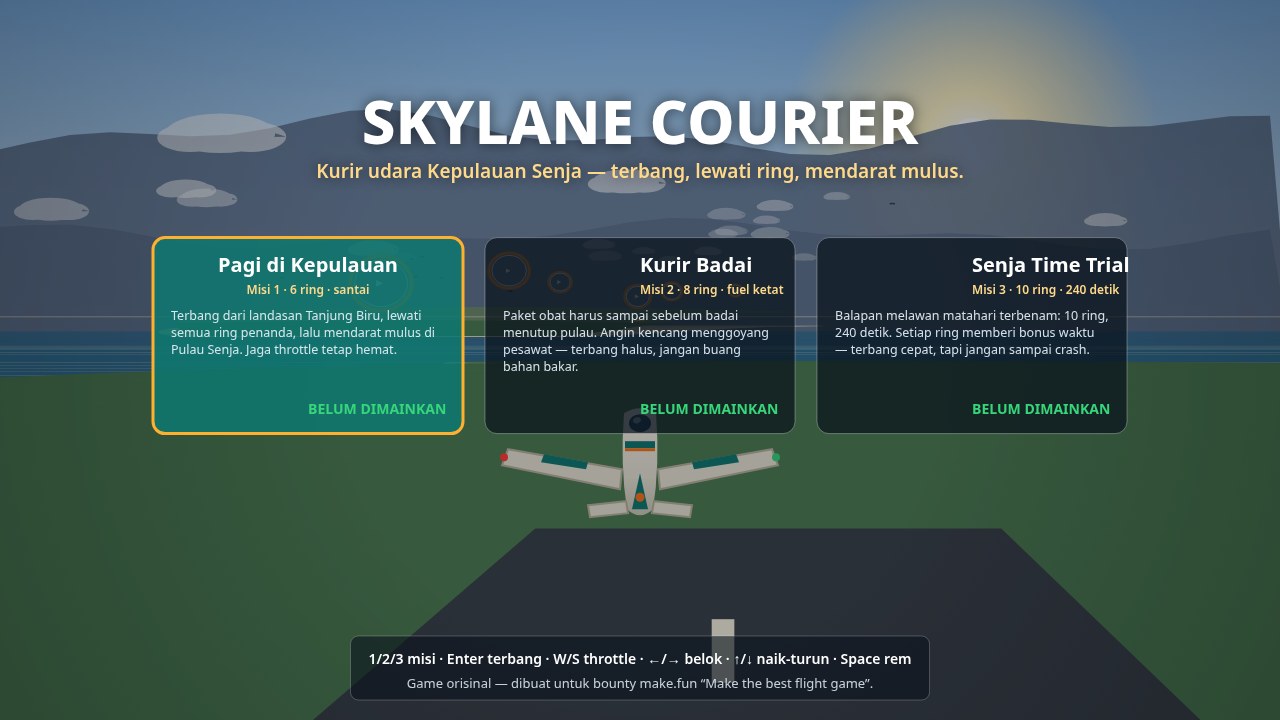 SKYLANE COURIER
Kurir udara Kepulauan Senja — terbang, lewati ring, mendarat mulus.
Pagi di Kepulauan
Misi 1 · 6 ring · santai
Terbang dari landasan Tanjung Biru, lewati
semua ring penanda, lalu mendarat mulus di
Pulau Senja. Jaga throttle tetap hemat.
BELUM DIMAINKAN
Kurir Badai
Misi 2 · 8 ring · fuel ketat
Paket obat harus sampai sebelum badai
menutup pulau. Angin kencang menggoyang
pesawat — terbang halus, jangan buang
bahan bakar.
BELUM DIMAINKAN
Senja Time Trial
Misi 3 · 10 ring · 240 detik
Balapan melawan matahari terbenam: 10 ring,
240 detik. Setiap ring memberi bonus waktu
— terbang cepat, tapi jangan sampai crash.
BELUM DIMAINKAN
1/2/3 misi · Enter terbang · W/S throttle · ←/→ belok · ↑/↓ naik-turun · Space rem
Game orisinal — dibuat untuk bounty make.fun “Make the best flight game”.